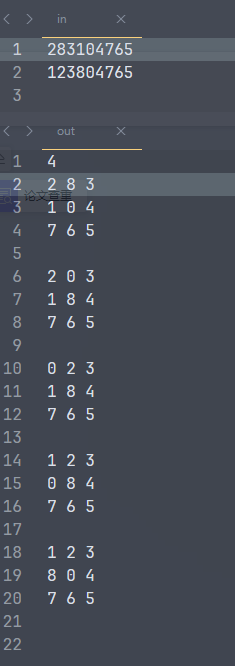 in
1 283104765
2 123804765
3
out
1 4
2 2 8 3
3 1 0 4
4 7 6 5
5
6 2 0 3
7 1 8 4
8 7 6 5
9
10 0 2 3
11 1 8 4
12 7 6 5
13
14 1 2 3
15 0 8 4
16 7 6 5
17
18 1 2 3
19 8 0 4
20 7 6 5
21
22